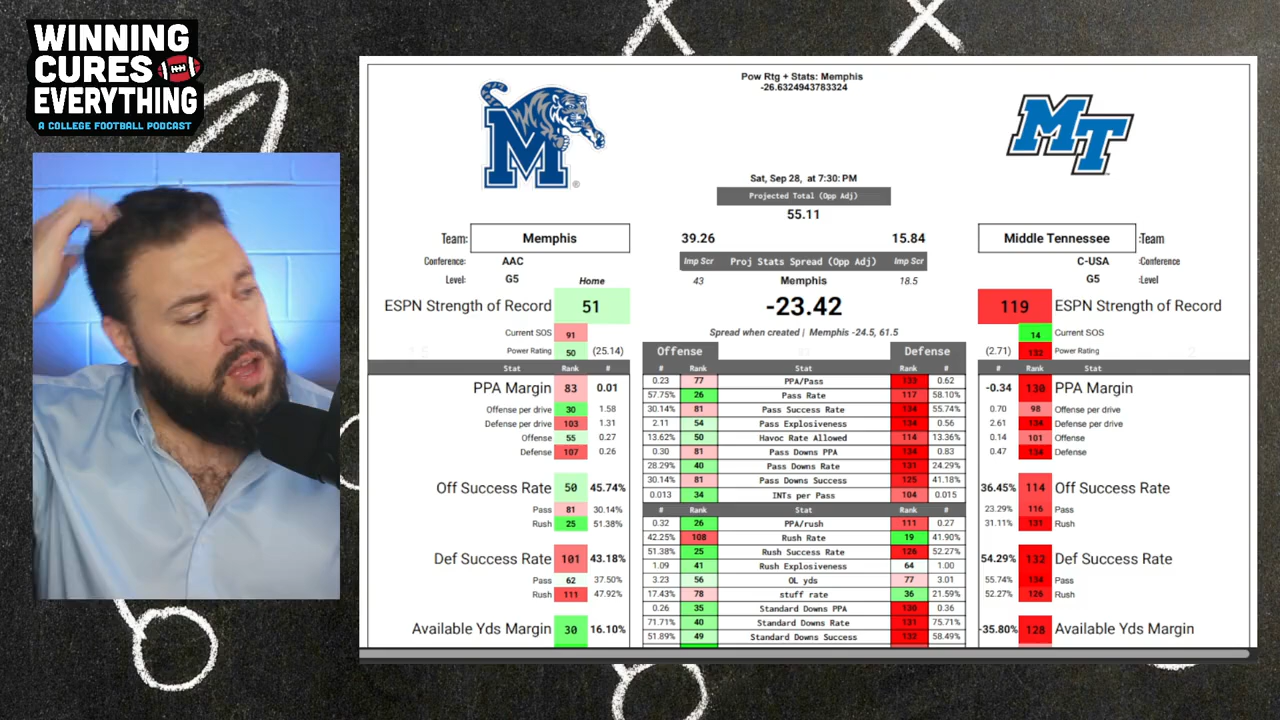 WINNING
CURES
EVERYTHING
A COLLEGE FOOTBALL PODCAST
Pow Rtg + Stats: Memphis
-26.6324943783324
M
®
MT
Sat, Sep 28, at 7:30: PM
Projected Total (Opp Adj)
55.11
Team: Memphis 39.26 15.84 Middle Tennessee :Team
Conference: AAC Imp Scr Proj Stats Spread (Opp Adj) Imp Scr C-USA :Conference
Level: G5 Home 43 Memphis 18.5 G5 :Level
ESPN Strength of Record 51 -23.42 119 ESPN Strength of Record
Current SOS 91 Spread when created | Memphis -24.5, 61.5 14 Current SOS
Power Rating 50 (25.14) Offense Defense (2.71) 132 Power Rating
Stat Rank # # Rank Stat Rank # # Rank Stat
PPA Margin 83 0.01 -0.34 130 PPA Margin
Offense per drive 30 1.58 0.70 98 Offense per drive
Defense per drive 103 1.31 2.61 134 Defense per drive
Offense 55 0.27 0.14 101 Offense
Defense 107 0.26 0.47 134 Defense
0.23 77 PPA/Pass 0.62
57.75% 26 Pass Rate 117 58.10%
30.14% 81 Pass Success Rate 134 55.74%
2.11 54 Pass Explosiveness 134 0.56
13.62% 50 Havoc Rate Allowed 114 13.36%
0.30 81 Pass Downs PPA 134 0.83
28.29% 40 Pass Downs Rate 131 24.29%
30.14% 81 Pass Downs Success 125 41.18%
0.013 34 INTs per Pass 104 0.015
Off Success Rate 50 45.74% 36.45% 114 Off Success Rate
Pass 81 30.14% 23.29% 116 Pass
Rush 25 51.38% 31.11% 131 Rush
# Rank Stat Rank #
0.32 26 PPA/rush 111 0.27
42.25% 108 Rush Rate 19 41.90%
51.38% 25 Rush Success Rate 126 52.27%
1.09 41 Rush Explosiveness 64 1.00
3.23 56 OL yds 77 3.01
17.43% 78 stuff rate 36 21.59%
0.26 35 Standard Downs PPA 130 0.36
71.71% 40 Standard Downs Rate 131 75.71%
51.89% 49 Standard Downs Success 132 58.49%
Def Success Rate 101 43.18% 54.29% 132 Def Success Rate
Pass 62 37.50% 55.74% 134 Pass
Rush 111 47.92% 52.27% 126 Rush
Available Yds Margin 30 16.10% -35.80% 128 Available Yds Margin